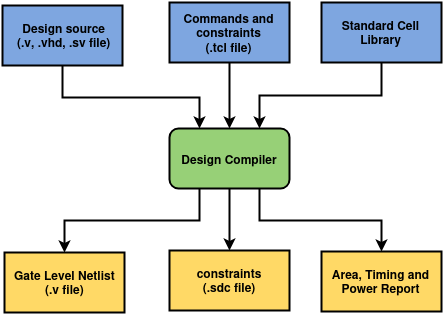 Design source
(.v, .vhd, .sv file)
Commands and
constraints
(.tcl file)
Standard Cell
Library
Design Compiler
Gate Level Netlist
(.v file)
constraints
(.sdc file)
Area, Timing and
Power Report